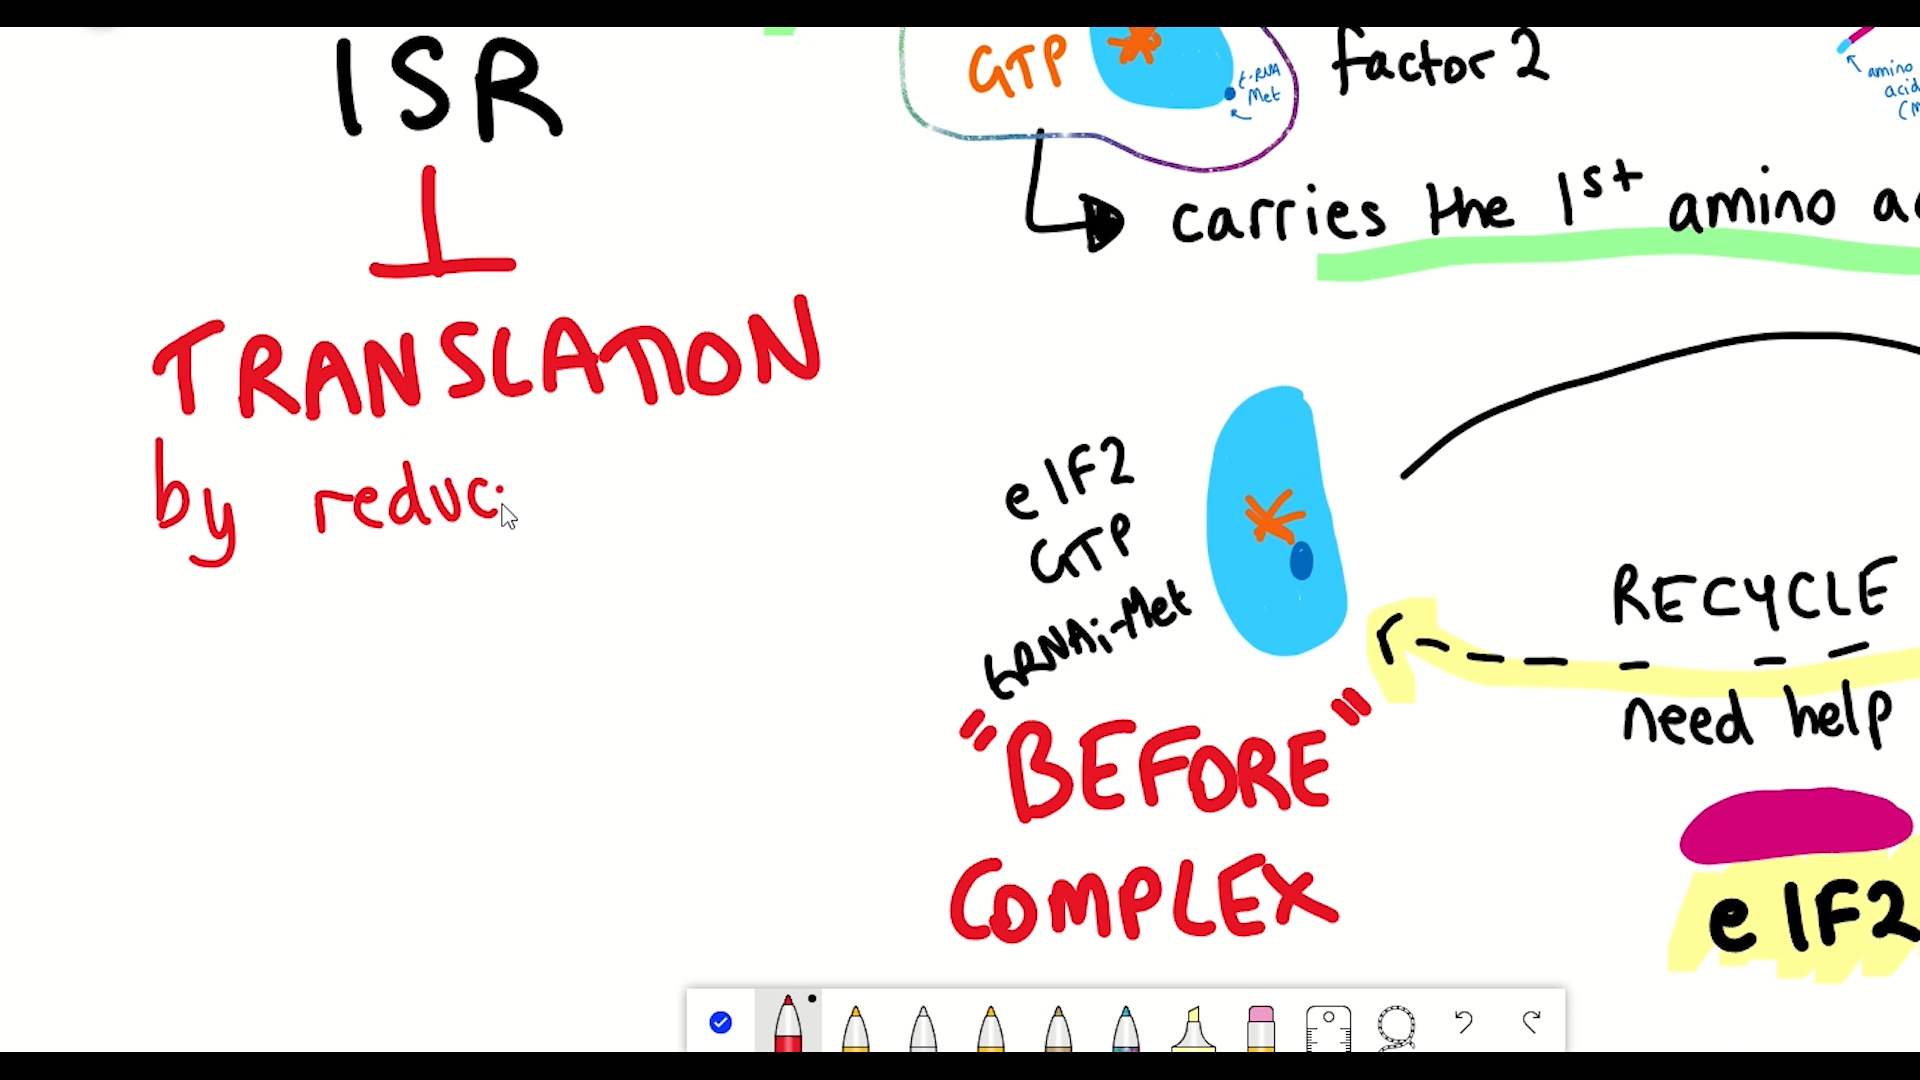 ISR
TRANSLATION
by reduc
GTP
t-RNA
Met
factor 2
amino
carries the 1st amino
eIF2
GTP
tRNAi-Met
"BEFORE"
COMPLEX
RECYCLE
need help
eIF2